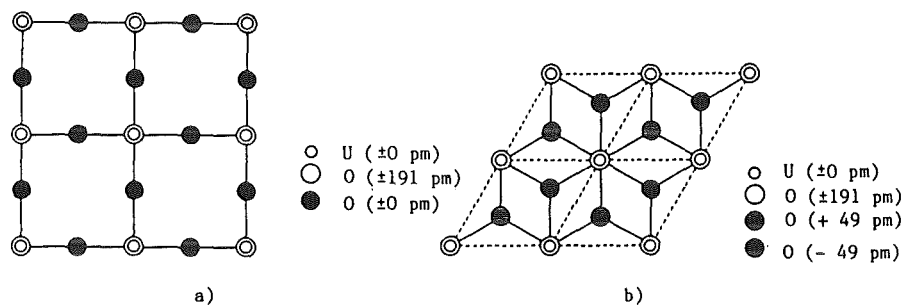 U (±0 pm)
O (±191 pm)
O (±0 pm)
a)
U (±0 pm)
O (±191 pm)
O (+ 49 pm)
O (- 49 pm)
b)